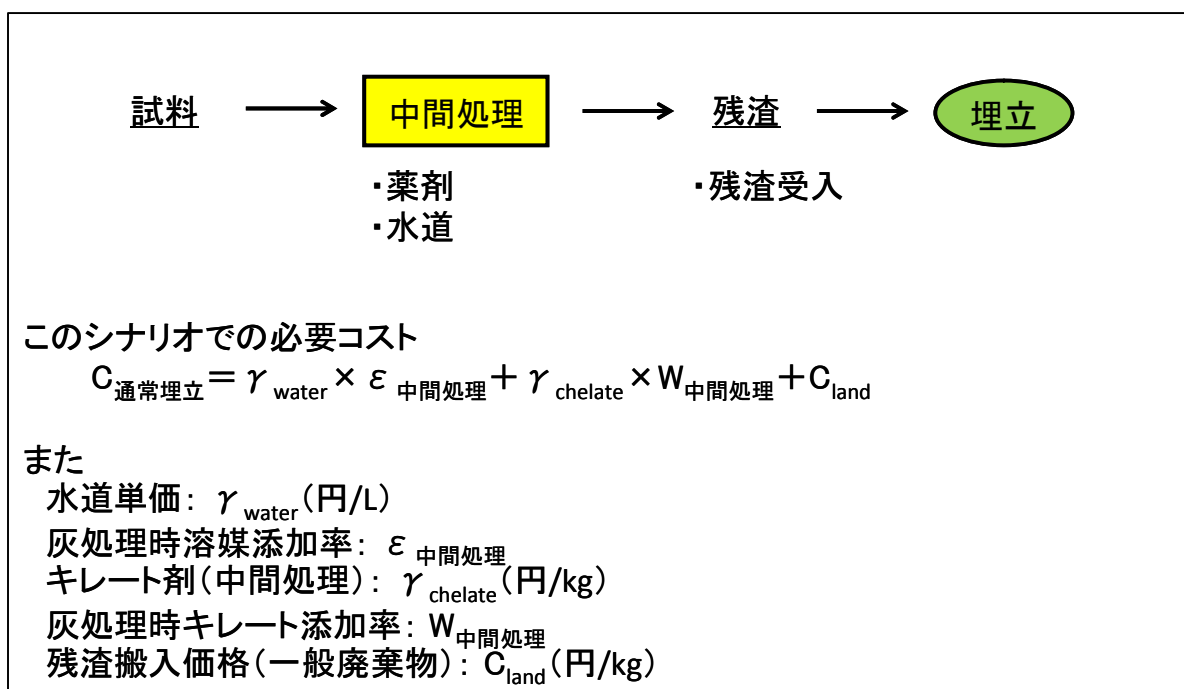 試料 中間処理 残渣 埋立
・薬剤 ・残渣受入
・水道
このシナリオでの必要コスト
C通常埋立＝γwater×ε中間処理＋γchelate×W中間処理＋Cland
また
水道単価：γwater（円/L）
灰処理時溶媒添加率：ε中間処理
キレート剤（中間処理）：γchelate（円/kg）
灰処理時キレート添加率：W中間処理
残渣搬入価格（一般廃棄物）：Cland（円/kg）